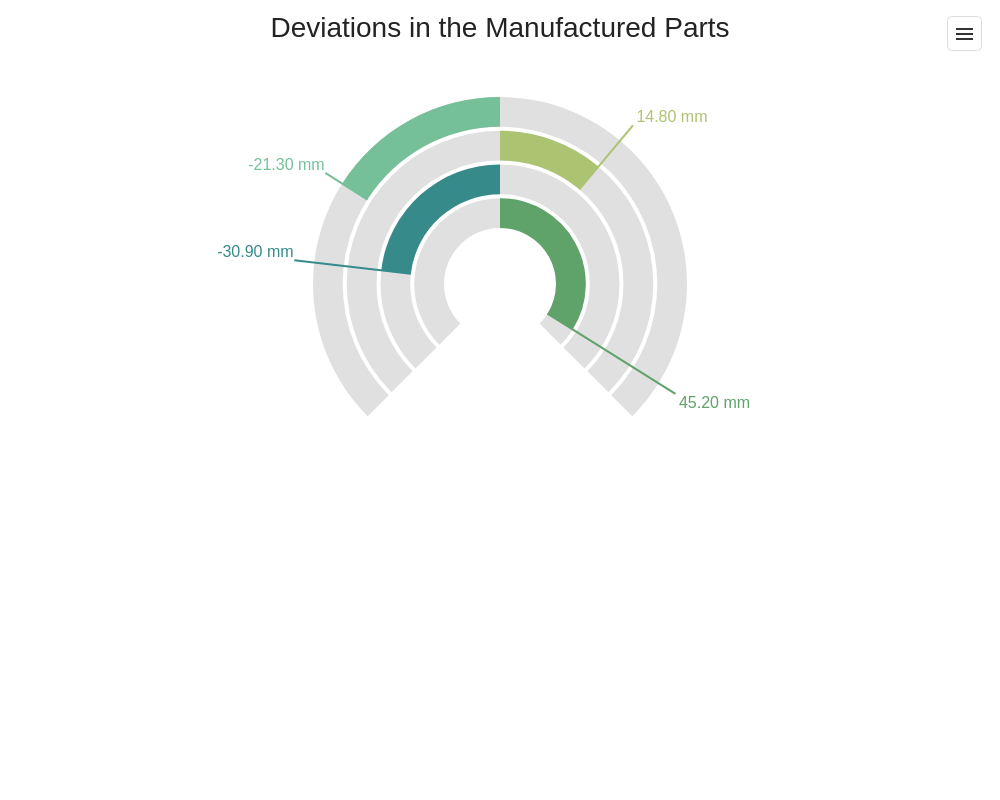 Deviations in the Manufactured Parts
14.80 mm
-21.30 mm
-30.90 mm
45.20 mm